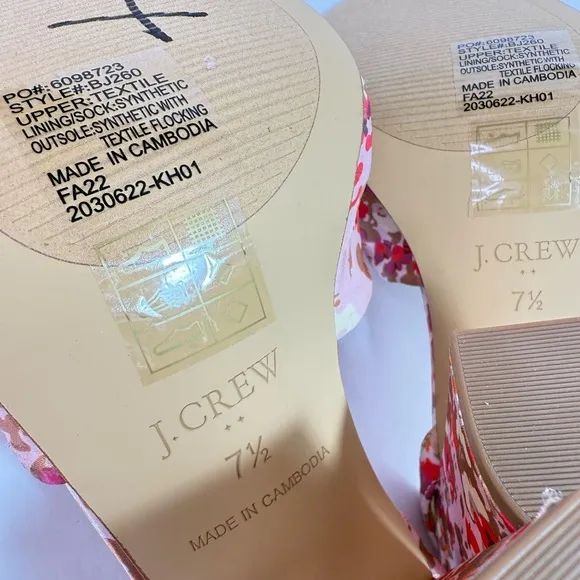 PO#:6098723
STYLE#:BJ260
UPPER:TEXTILE
LINING/SOCK:SYNTHETIC
OUTSOLE:SYNTHETIC WITH
TEXTILE FLOCKING
MADE IN CAMBODIA
FA22
2030622-KH01
J.CREW
7½
MADE IN CAMBODIA
PO#:6098723
STYLE#:BJ260
UPPER:TEXTILE
LINING/SOCK:SYNTHETIC
OUTSOLE:SYNTHETIC WITH
TEXTILE FLOCKING
MADE IN CAMBODIA
FA22
2030622-KH01
J.CREW
7½